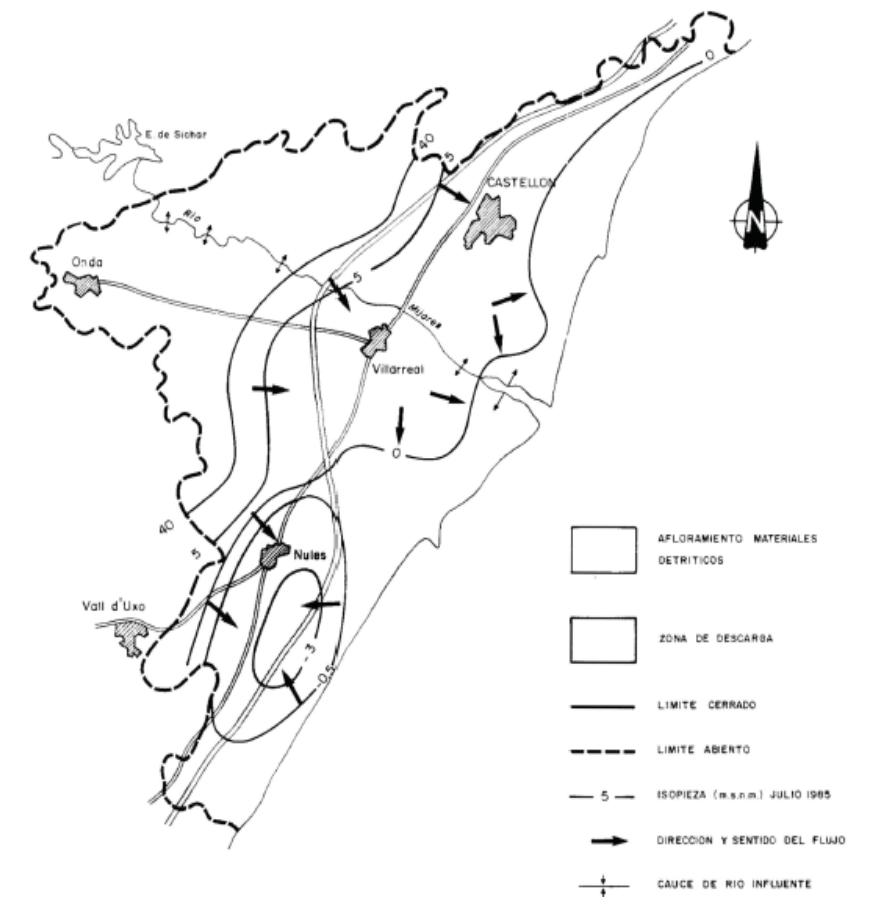 0
E. de Sichar
40
5
CASTELLON
Río
Onda
5
Mijares
Villarreal
0
40
5
Nules
Vall d'Uxo
-3
-0,5
N
AFLORAMIENTO MATERIALES
DETRITICOS
ZONA DE DESCARGA
LIMITE CERRADO
LIMITE ABIERTO
5 ISOPIEZA (m.s.n.m.) JULIO 1985
DIRECCION Y SENTIDO DEL FLUJO
CAUCE DE RIO INFLUENTE